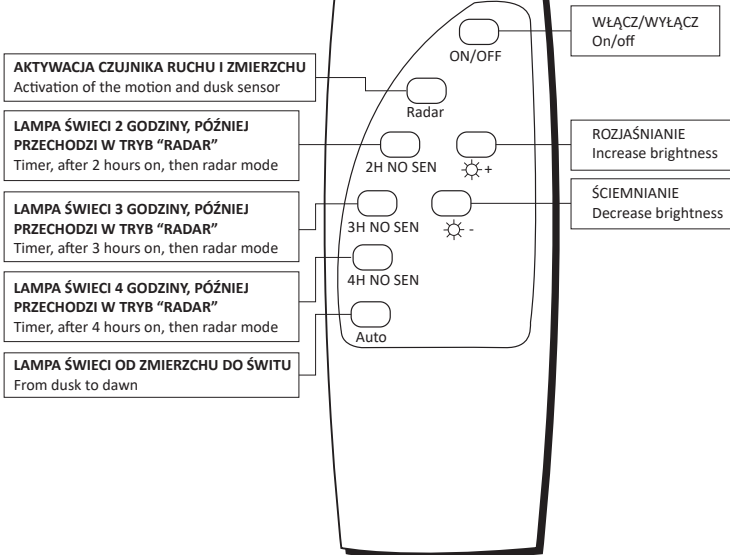 WŁĄCZ/WYŁĄCZ
On/off
ON/OFF
AKTYWACJA CZUJNIKA RUCHU I ZMIERZCHU
Activation of the motion and dusk sensor
Radar
LAMPA ŚWIECI 2 GODZINY, PÓŹNIEJ
PRZECHODZI W TRYB “RADAR”
Timer, after 2 hours on, then radar mode
2H NO SEN
+
ROZJAŚNIANIE
Increase brightness
LAMPA ŚWIECI 3 GODZINY, PÓŹNIEJ
PRZECHODZI W TRYB “RADAR”
Timer, after 3 hours on, then radar mode
3H NO SEN
-
ŚCIEMNIANIE
Decrease brightness
4H NO SEN
LAMPA ŚWIECI 4 GODZINY, PÓŹNIEJ
PRZECHODZI W TRYB “RADAR”
Timer, after 4 hours on, then radar mode
Auto
LAMPA ŚWIECI OD ZMIERZCHU DO ŚWITU
From dusk to dawn